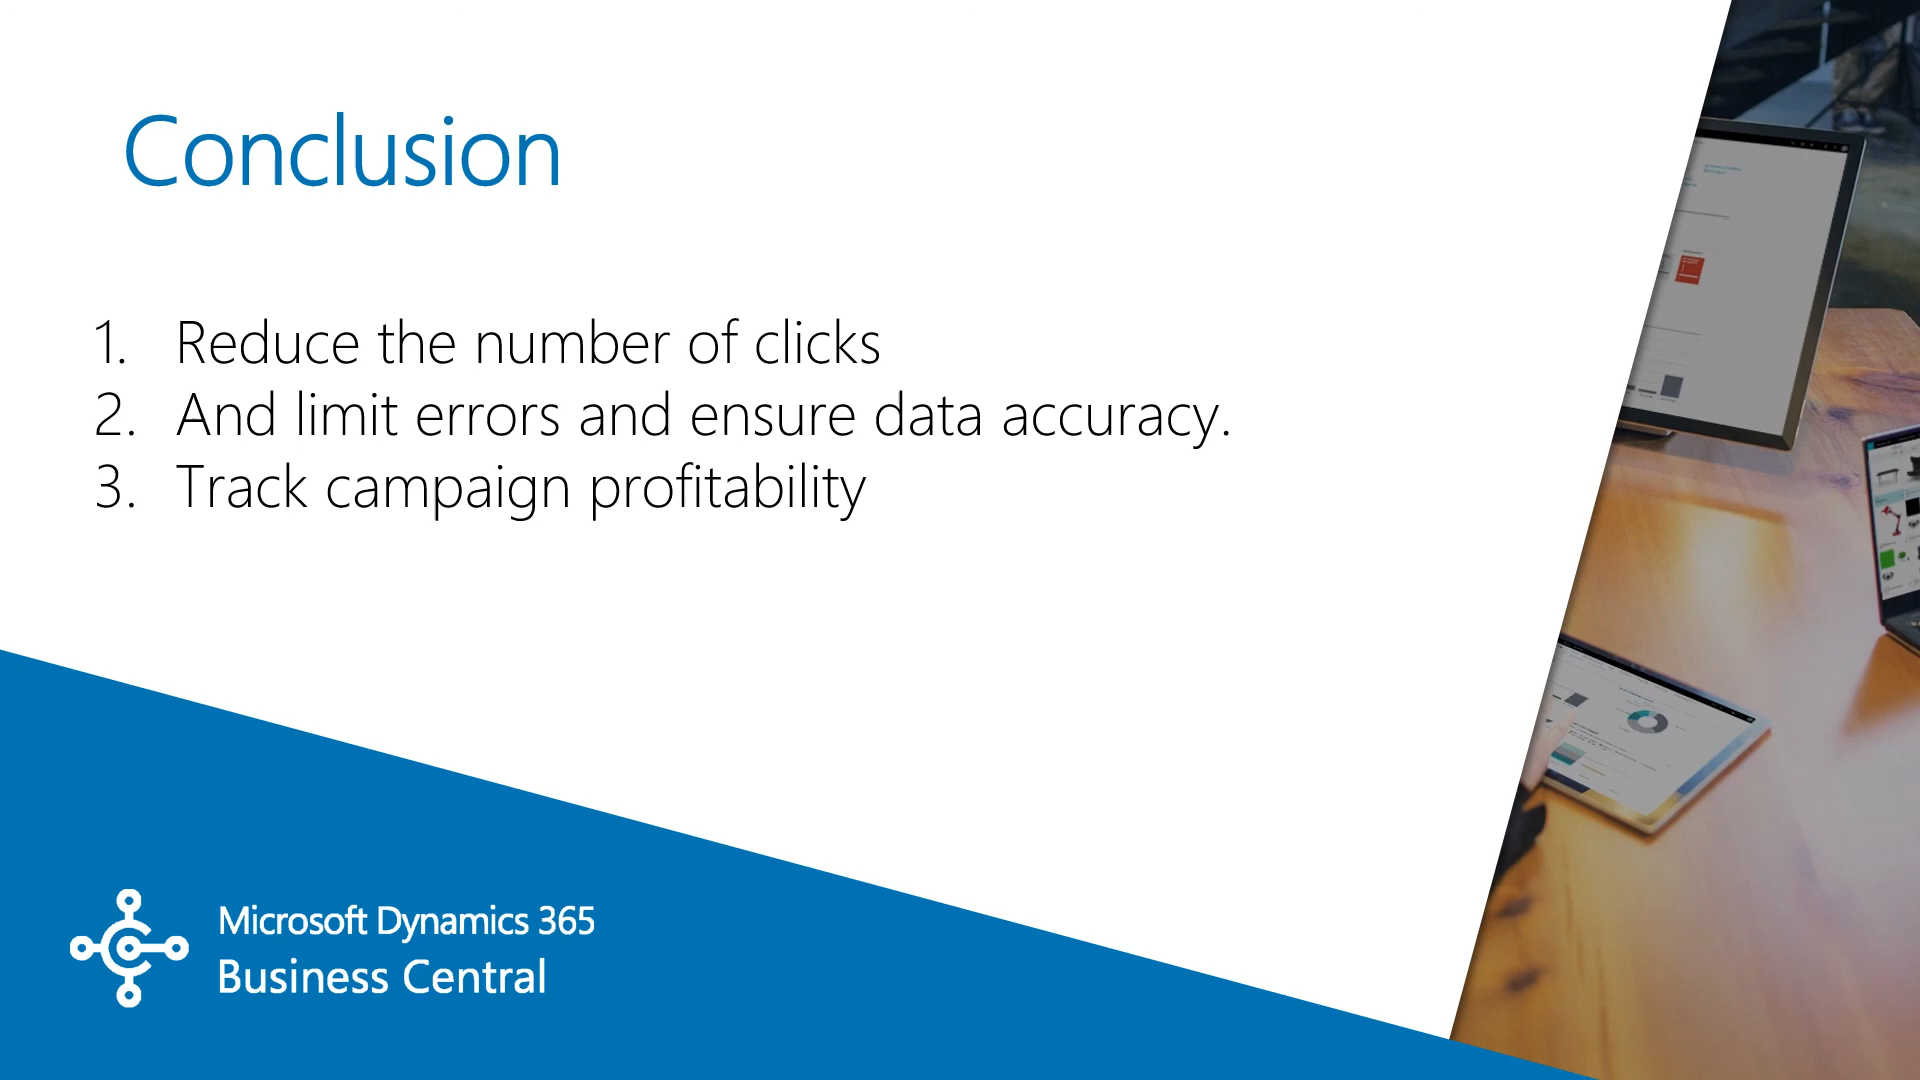 Conclusion
1. Reduce the number of clicks
2. And limit errors and ensure data accuracy.
3. Track campaign profitability
Microsoft Dynamics 365
Business Central